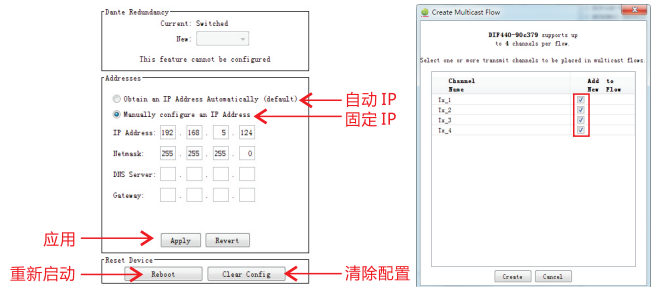 Dante Redundancy
Current: Switched
New:
This feature cannot be configured
Addresses
Obtain an IP Address Automatically (default)
自动 IP
Manually configure an IP Address
固定 IP
IP Address: 192 . 168 . 5 . 124
Netmask: 255 . 255 . 255 . 0
DNS Server: . . .
Gateway: . . .
应用
Apply
Revert
Reset Device
重新启动
Reboot
Clear Config
清除配置
Create Multicast Flow
DIF440-90c379 supports up
to 4 channels per flow.
Select one or more transmit channels to be placed in multicast flows.
Channel Name
Add to New Flow
Tx_1
Tx_2
Tx_3
Tx_4
Create
Cancel